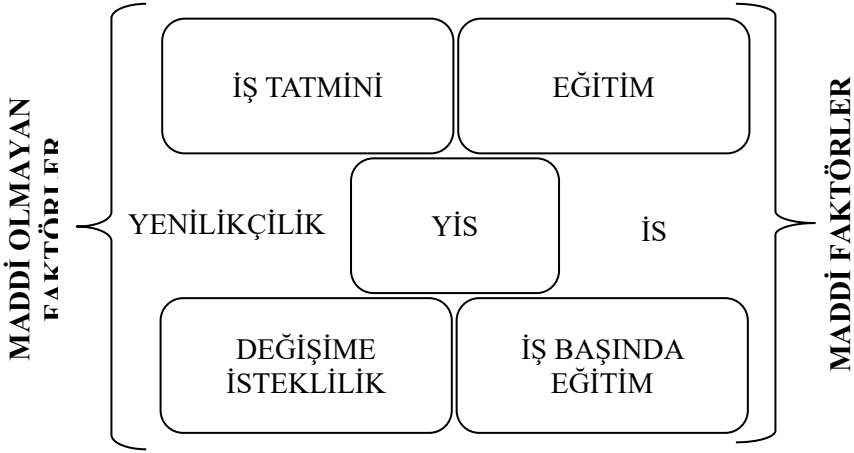 MADDİ OLMAYAN
FAKTÖRLER
İŞ TATMİNİ
EĞİTİM
YENİLİKÇİLİK
YİS
İS
DEĞİŞİME
İSTEKLİLİK
İŞ BAŞINDA
EĞİTİM
MADDİ FAKTÖRLER